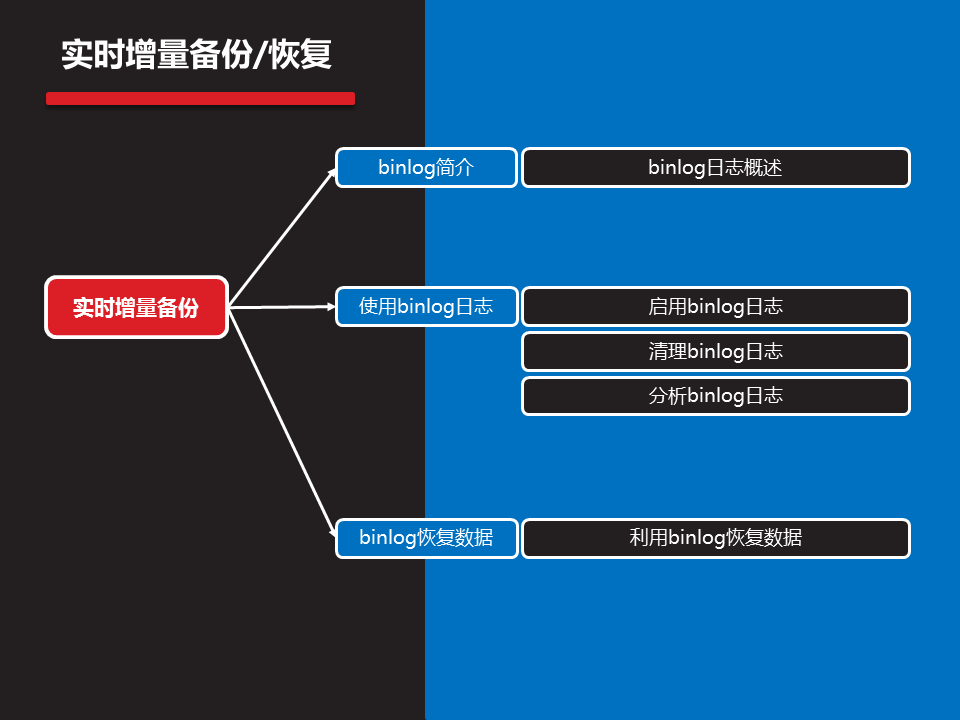 实时增量备份/恢复
binlog简介
binlog日志概述
实时增量备份
使用binlog日志
启用binlog日志
清理binlog日志
分析binlog日志
binlog恢复数据
利用binlog恢复数据